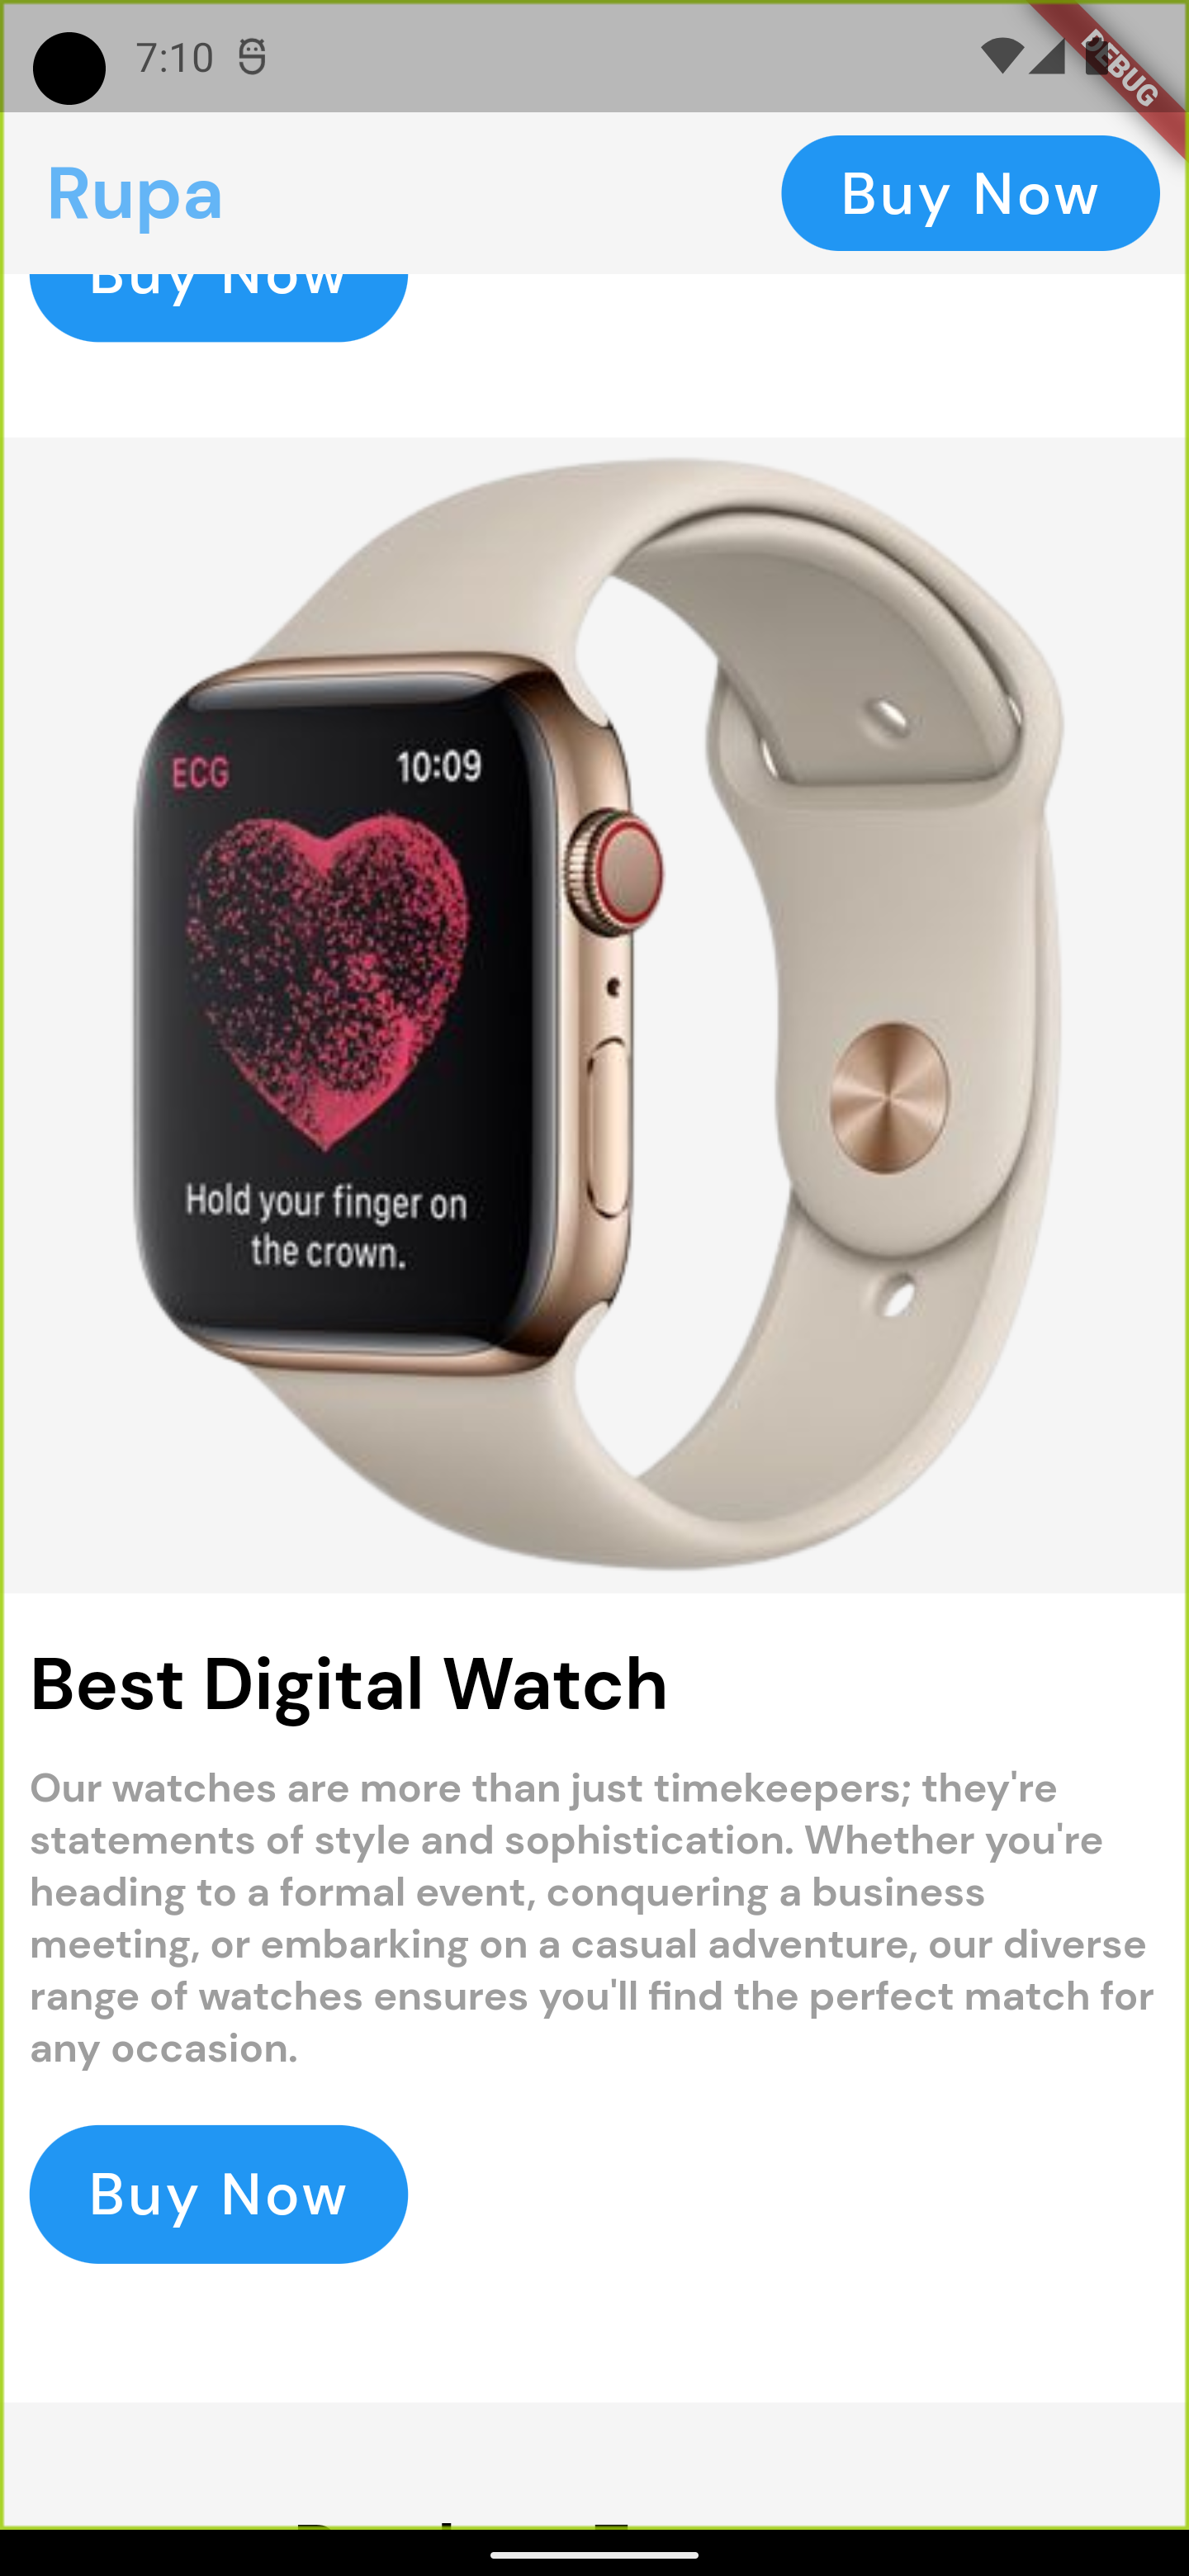 7:10
DEBUG
Rupa
Buy Now
Buy Now
ECG
10:09
Hold your finger on
the crown.
Best Digital Watch
Our watches are more than just timekeepers; they're
statements of style and sophistication. Whether you're
heading to a formal event, conquering a business
meeting, or embarking on a casual adventure, our diverse
range of watches ensures you'll find the perfect match for
any occasion.
Buy Now